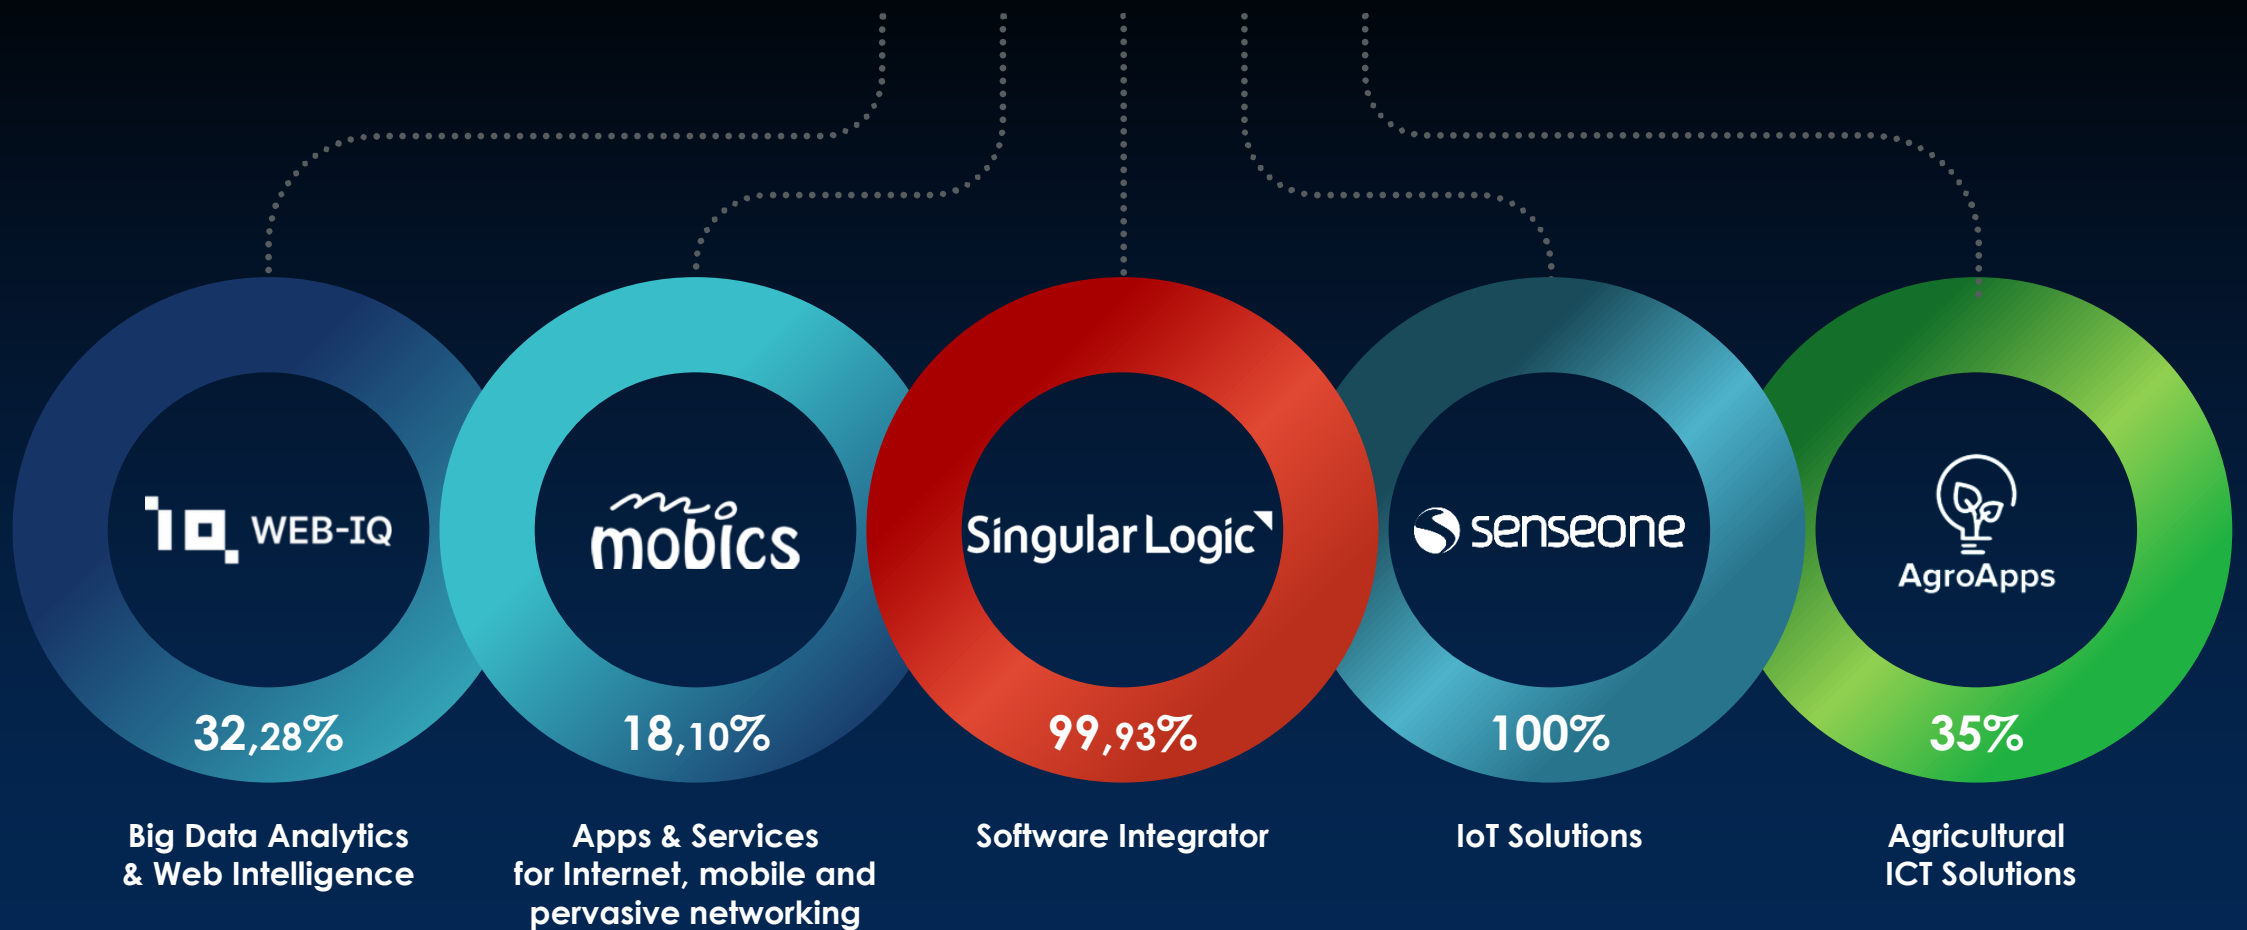 WEB-IQ
mobics
SingularLogic
senseone
AgroApps
32,28%
18,10%
99,93%
100%
35%
Big Data Analytics
& Web Intelligence
Apps & Services
for Internet, mobile and
pervasive networking
Software Integrator
IoT Solutions
Agricultural
ICT Solutions